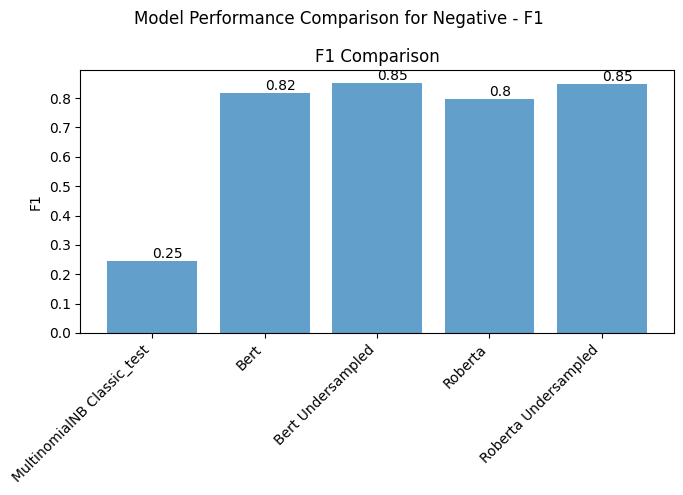 Model Performance Comparison for Negative - F1
F1 Comparison
F1
0.8
0.7
0.6
0.5
0.4
0.3
0.2
0.1
0.0
0.25
0.82
0.85
0.8
0.85
MultinomialNB Classic_test
Bert
Bert Undersampled
Roberta
Roberta Undersampled